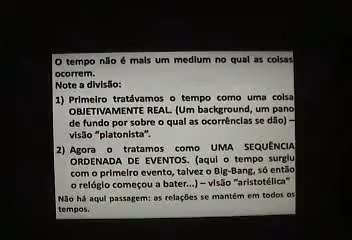 O tempo não é mais um medium no qual as coisas
ocorrem.
Note a divisão:
1) Primeiro tratávamos o tempo como uma coisa
OBJETIVAMENTE REAL. (Um background, um pano
de fundo por sobre o qual as ocorrências se dão) –
visão "platonista".
2) Agora o tratamos como UMA SEQUÊNCIA
ORDENADA DE EVENTOS. (aqui o tempo surgiu
com o primeiro evento, talvez o Big-Bang, só então
o relógio começou a bater...) – visão "aristotélica"
Não há aqui passagem: as relações se mantém em todos os
tempos.